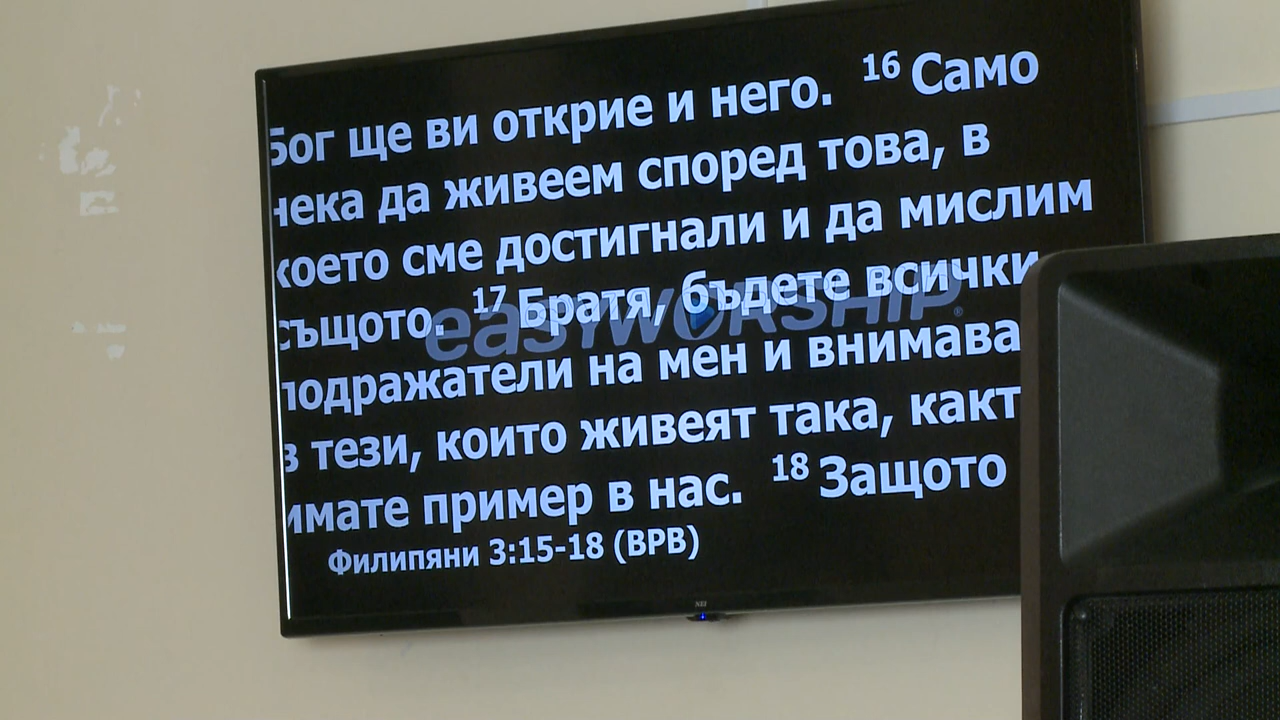 Бог ще ви открие и него. 16 Само
нека да живеем според това, в
което сме достигнали и да мислим
същото. 17 Братя, бъдете всички
подражатели на мен и внимава
в тези, които живеят така, какт
имате пример в нас. 18 Защото
Филипяни 3:15-18 (ВРВ)
easyworship®
NEI